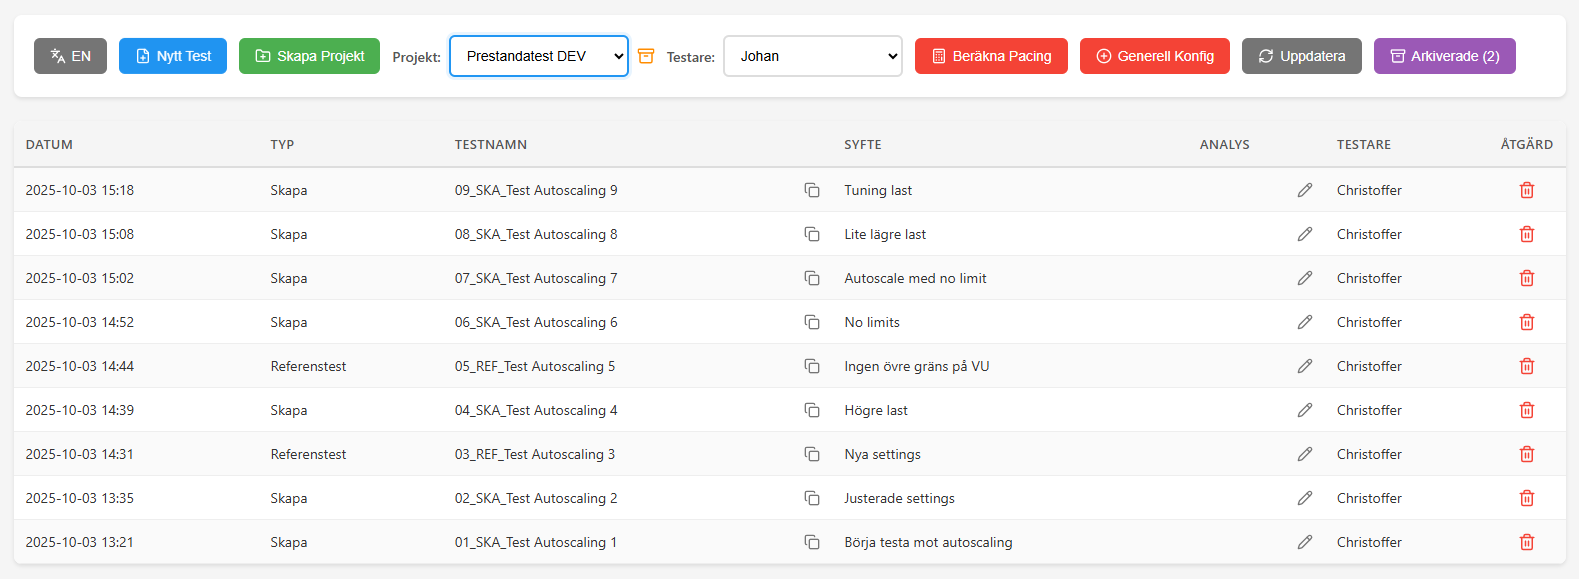 EN Nytt Test Skapa Projekt Projekt: Prestandatest DEV Testare: Johan Beräkna Pacing Generell Konfig Uppdatera Arkiverade (2)
DATUM TYP TESTNAMN SYFTE ANALYS TESTARE ÅTGÄRD
2025-10-03 15:18 Skapa 09_SKA_Test Autoscaling 9 Tuning last Christoffer
2025-10-03 15:08 Skapa 08_SKA_Test Autoscaling 8 Lite lägre last Christoffer
2025-10-03 15:02 Skapa 07_SKA_Test Autoscaling 7 Autoscale med no limit Christoffer
2025-10-03 14:52 Skapa 06_SKA_Test Autoscaling 6 No limits Christoffer
2025-10-03 14:44 Referenstest 05_REF_Test Autoscaling 5 Ingen övre gräns på VU Christoffer
2025-10-03 14:39 Skapa 04_SKA_Test Autoscaling 4 Högre last Christoffer
2025-10-03 14:31 Referenstest 03_REF_Test Autoscaling 3 Nya settings Christoffer
2025-10-03 13:35 Skapa 02_SKA_Test Autoscaling 2 Justerade settings Christoffer
2025-10-03 13:21 Skapa 01_SKA_Test Autoscaling 1 Börja testa mot autoscaling Christoffer